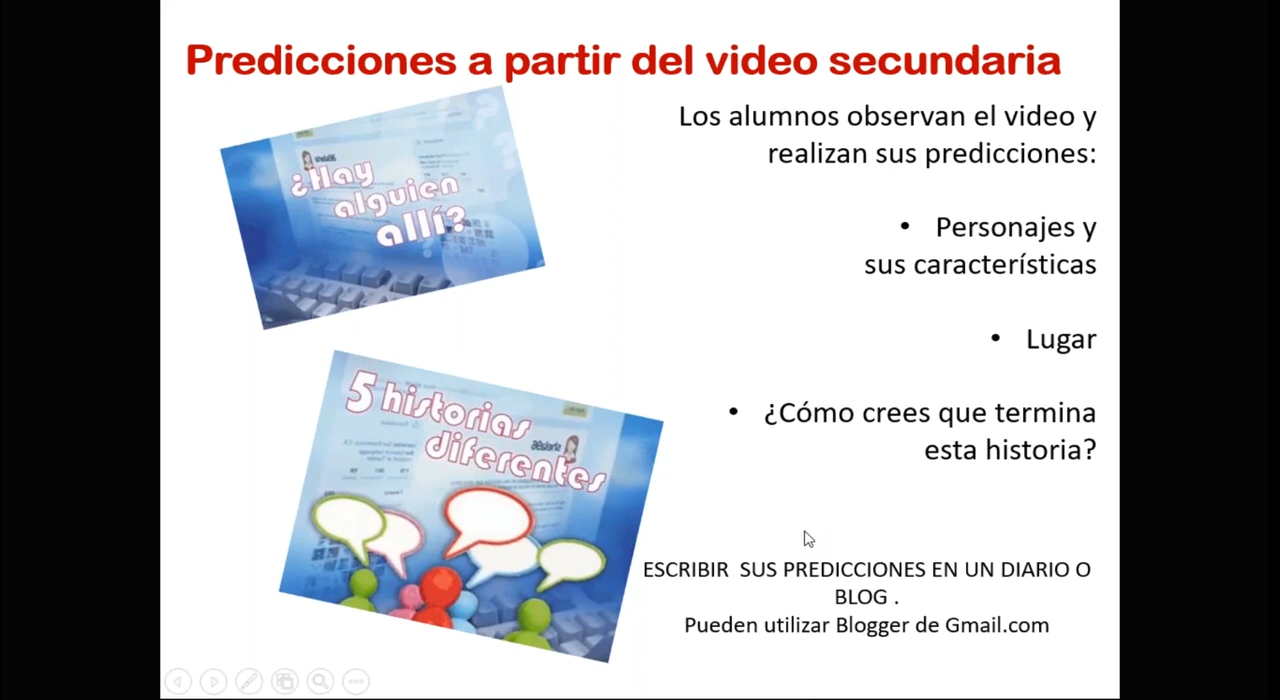 Predicciones a partir del video secundaria
¿Hay
alguien
allí?
Los alumnos observan el video y
realizan sus predicciones:
• Personajes y
sus características
• Lugar
• ¿Cómo crees que termina
esta historia?
5 historias
diferentes
ESCRIBIR SUS PREDICCIONES EN UN DIARIO O
BLOG .
Pueden utilizar Blogger de Gmail.com